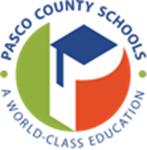 PASCO COUNTY SCHOOLS
A WORLD-CLASS EDUCATION